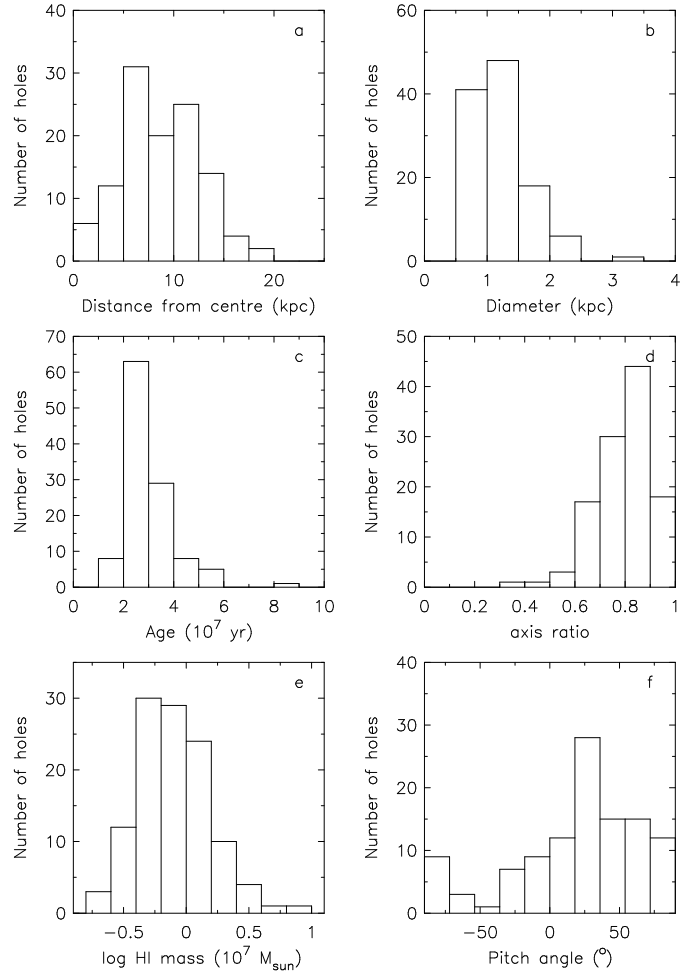 a
40
30
20
10
0
Number of holes
0 10 20
Distance from centre (kpc)
b
60
40
20
0
Number of holes
0 1 2 3 4
Diameter (kpc)
c
70
60
50
40
30
20
10
0
Number of holes
0 2 4 6 8 10
Age (10^7 yr)
d
50
40
30
20
10
0
Number of holes
0 0.2 0.4 0.6 0.8 1
axis ratio
e
30
20
10
0
Number of holes
−0.5 0 0.5 1
log HI mass (10^7 M_sun)
f
40
30
20
10
0
Number of holes
−50 0 50
Pitch angle (°)